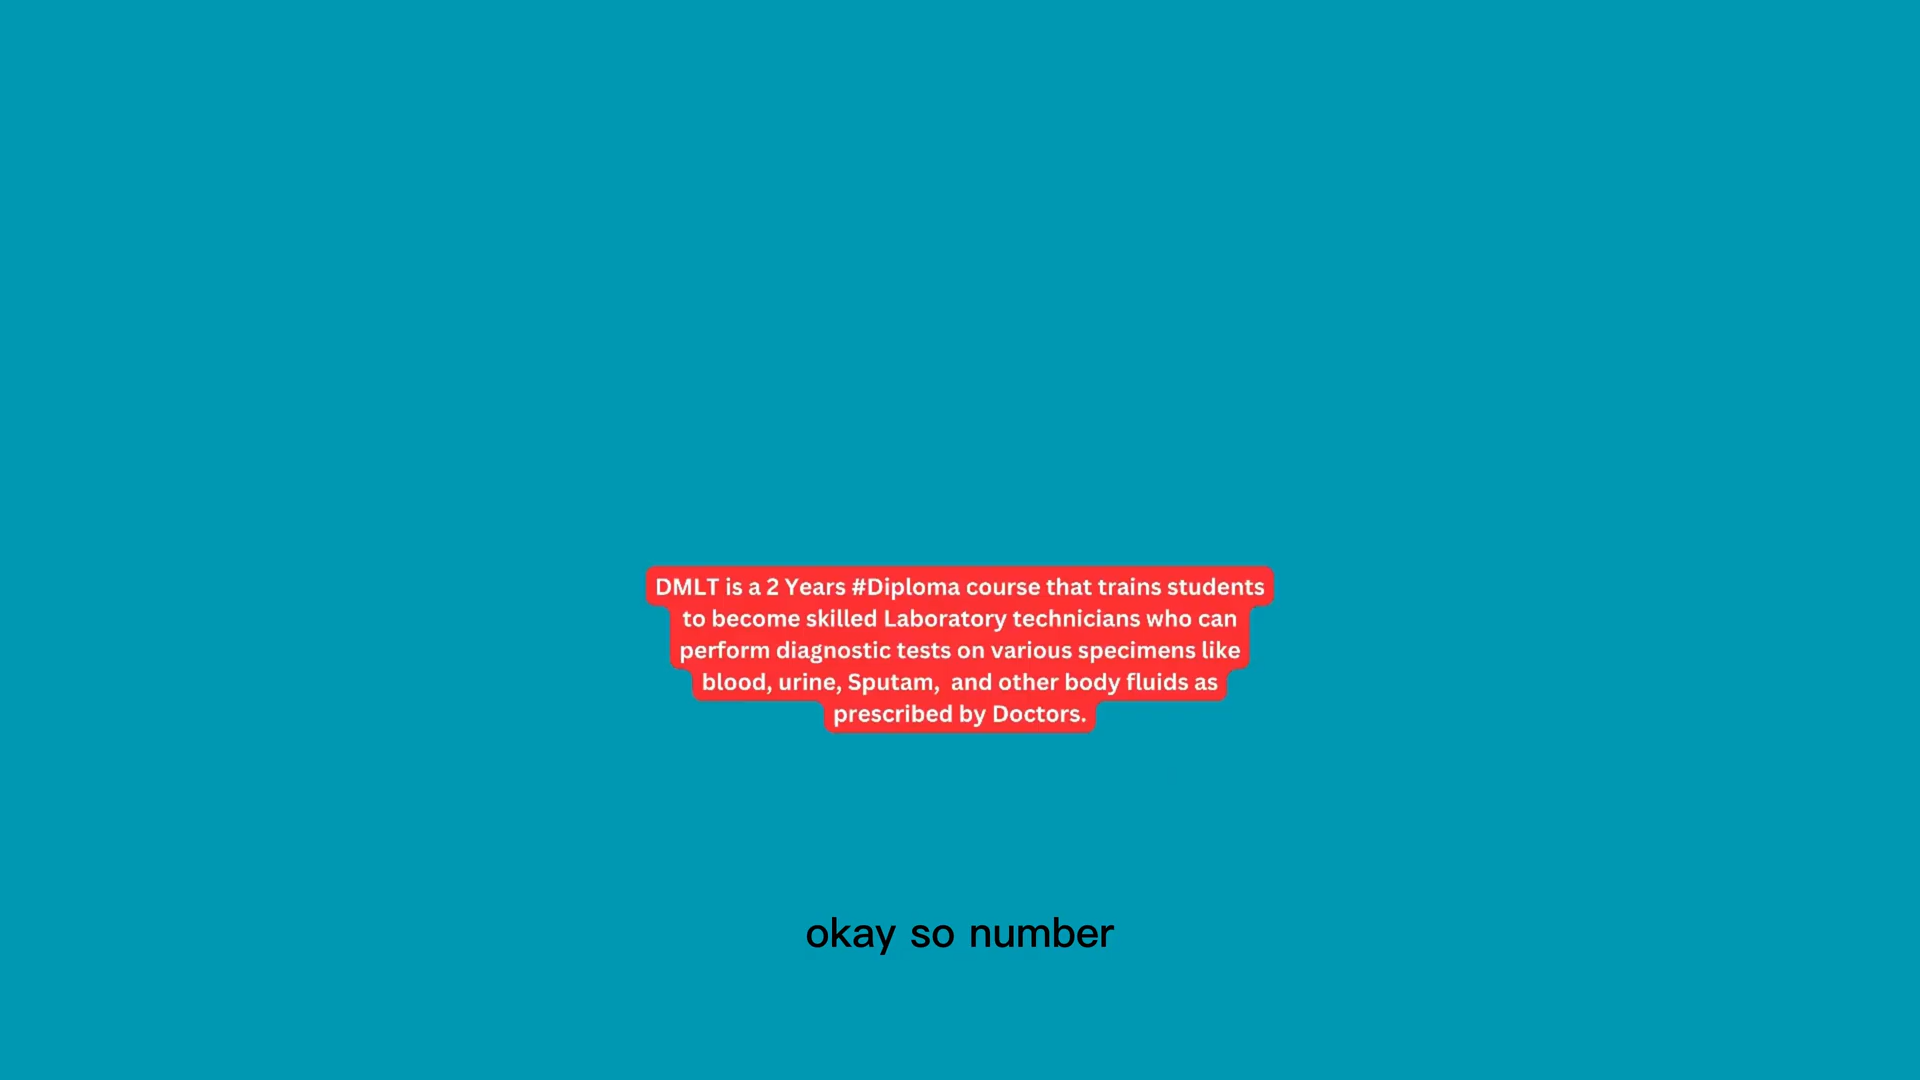 DMLT is a 2 Years #Diploma course that trains students
to become skilled Laboratory technicians who can
perform diagnostic tests on various specimens like
blood, urine, Sputam,  and other body fluids as
prescribed by Doctors.
okay so number